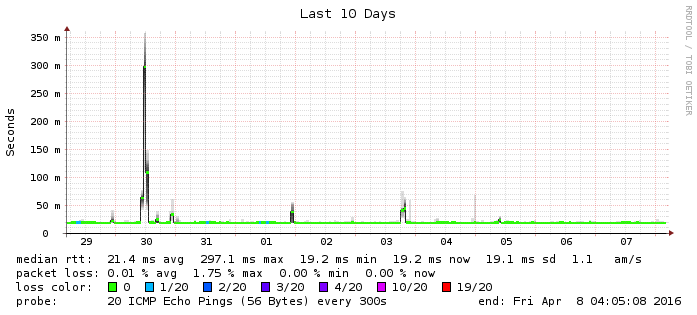 Last 10 Days
RRDTOOL / TOBI OETIKER
Seconds
350 m
300 m
250 m
200 m
150 m
100 m
50 m
0
29 30 31 01 02 03 04 05 06 07
median rtt: 21.4 ms avg 297.1 ms max 19.2 ms min 19.2 ms now 19.1 ms sd 1.1 am/s
packet loss: 0.01 % avg 1.75 % max 0.00 % min 0.00 % now
loss color: 0 1/20 2/20 3/20 4/20 10/20 19/20
probe: 20 ICMP Echo Pings (56 Bytes) every 300s end: Fri Apr 8 04:05:08 2016